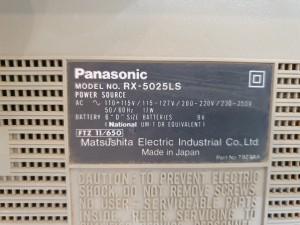 Panasonic
MODEL NO. RX-5025LS
POWER SOURCE
AC ~ 110-115V/115-127V/200-220V/230-250V
50/60Hz 17W
BATTERY 6 "D" SIZE BATTERIES 9V
(National UM-1 OR EQUIVALENT)
FTZ 11/650
Matsushita Electric Industrial Co., Ltd.
Made in Japan
Part No.
CAUTION - TO PREVENT ELECTRIC
SHOCK DO NOT REMOVE SCREWS.
NO USER-SERVICEABLE PARTS
INSIDE. REFER SERVICING TO